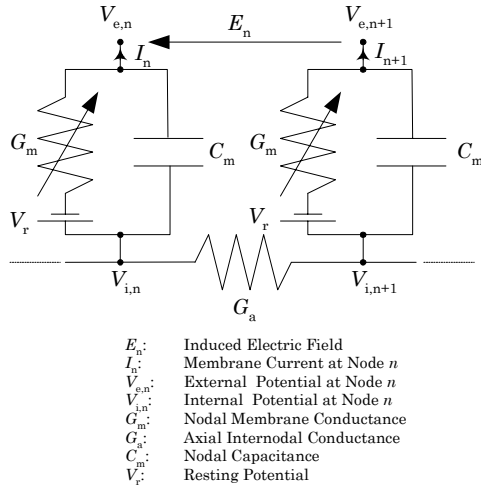 V_e,n E_n V_e,n+1
I_n I_n+1
G_m C_m G_m C_m
V_r V_r
V_i,n V_i,n+1
G_a
E_n: Induced Electric Field
I_n: Membrane Current at Node n
V_e,n: External Potential at Node n
V_i,n: Internal Potential at Node n
G_m: Nodal Membrane Conductance
G_a: Axial Internodal Conductance
C_m: Nodal Capacitance
V_r: Resting Potential